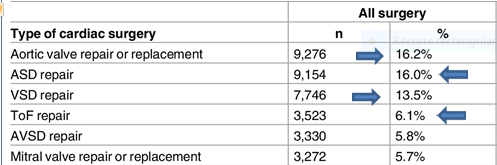 All surgery
Type of cardiac surgery n %
Aortic valve repair or replacement 9,276 16.2%
ASD repair 9,154 16.0%
VSD repair 7,746 13.5%
ToF repair 3,523 6.1%
AVSD repair 3,330 5.8%
Mitral valve repair or replacement 3,272 5.7%